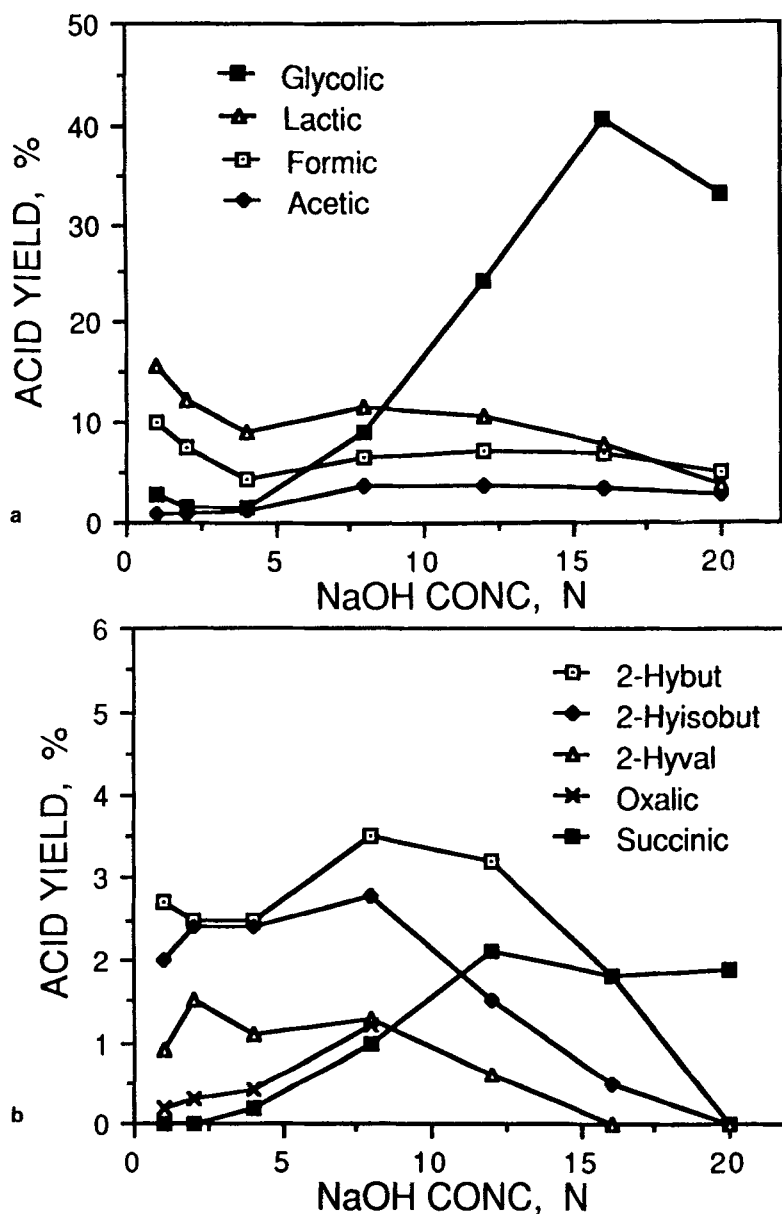 50
40
30
20
10
0
ACID YIELD, %
Glycolic
Lactic
Formic
Acetic
a
0 5 10 15 20
NaOH CONC, N
6
5
4
3
2
1
0
ACID YIELD, %
2-Hybut
2-Hyisobut
2-Hyval
Oxalic
Succinic
b
0 5 10 15 20
NaOH CONC, N